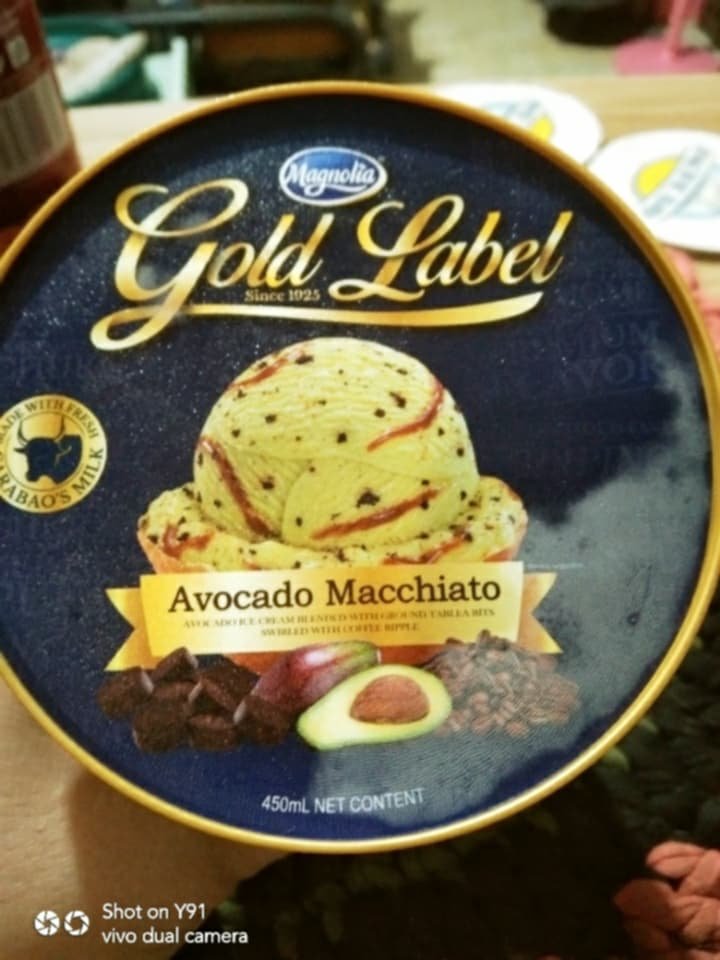 Magnolia
Gold Label
Since 1925
MADE WITH FRESH
CARABAO'S MILK
Avocado Macchiato
AVOCADO ICE CREAM BLENDED WITH GROUND TABLEA BITS
SWIRLED WITH COFFEE RIPPLE
450mL NET CONTENT
Shot on Y91
vivo dual camera